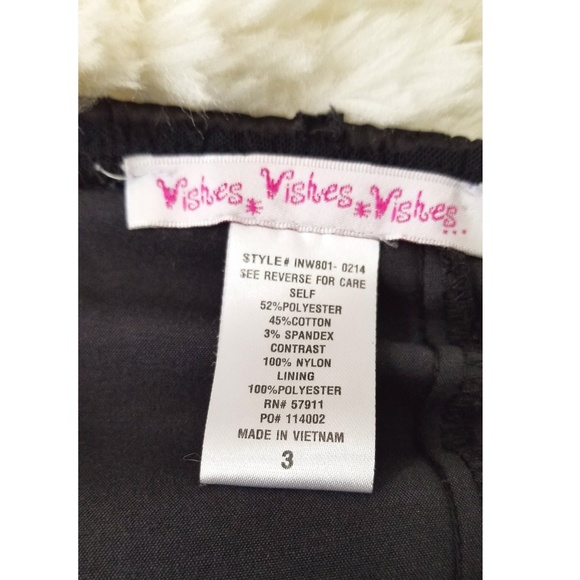 Wishes * Wishes * Wishes...
STYLE# INW801- 0214
SEE REVERSE FOR CARE
SELF
52%POLYESTER
45%COTTON
3% SPANDEX
CONTRAST
100% NYLON
LINING
100%POLYESTER
RN# 57911
PO# 114002
MADE IN VIETNAM
3